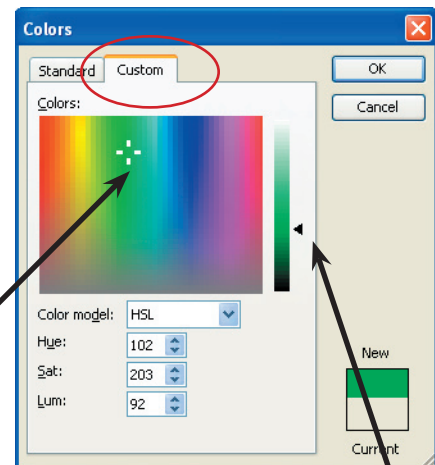 Colors
Standard Custom
OK
Colors:
Cancel
Color model: HSL
Hue: 102
Sat: 203
Lum: 92
New
Current